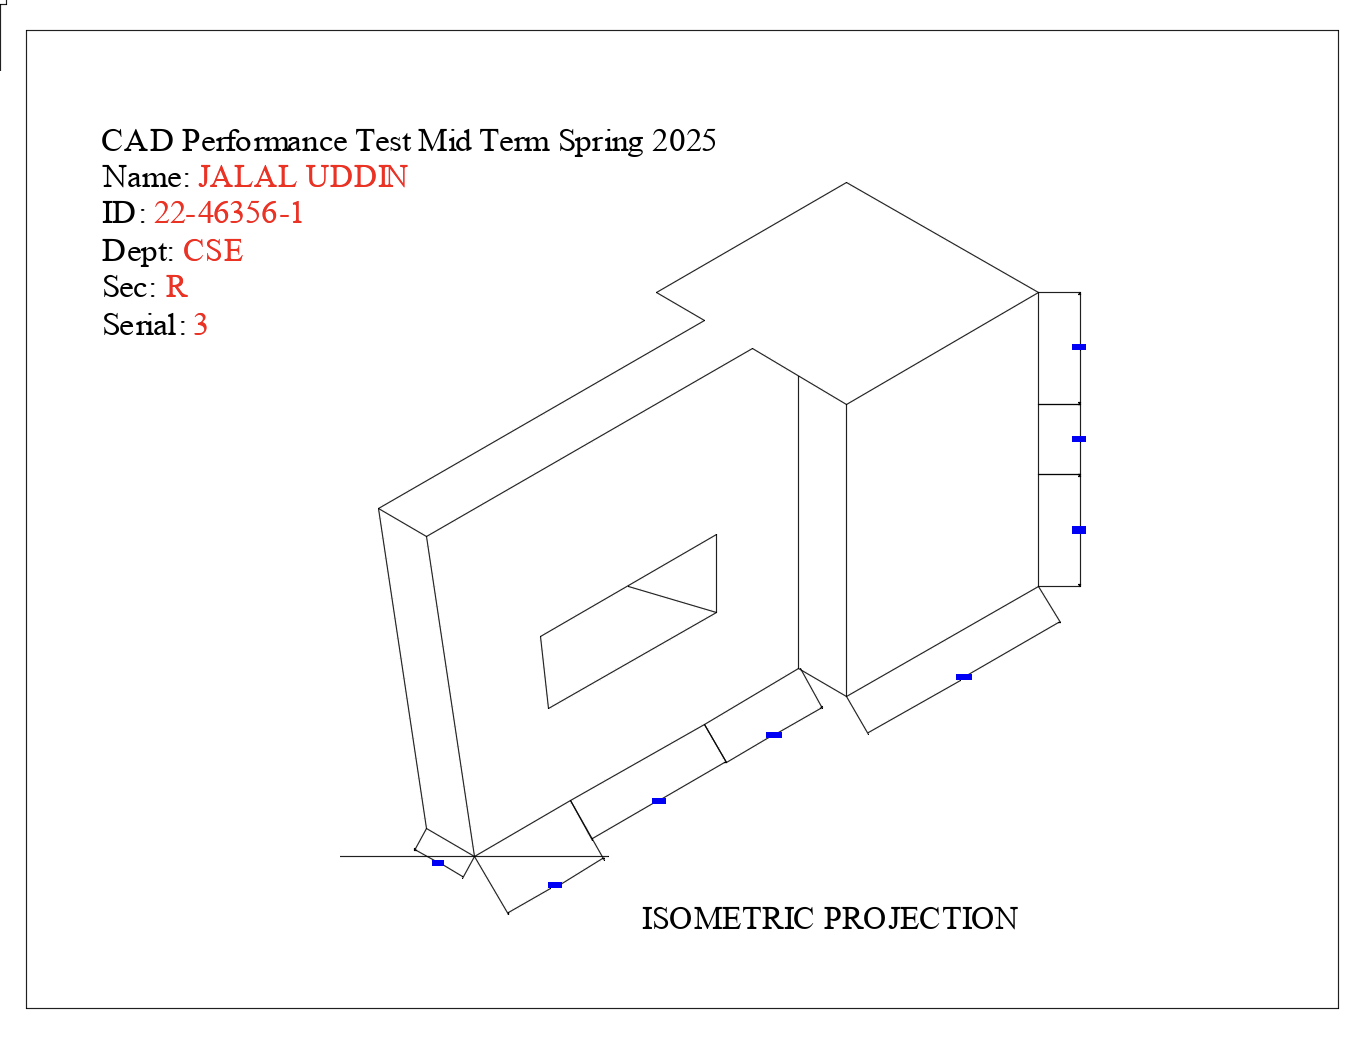 CAD Performance Test Mid Term Spring 2025
Name: JALAL UDDIN
ID: 22-46356-1
Dept: CSE
Sec: R
Serial: 3
ISOMETRIC PROJECTION